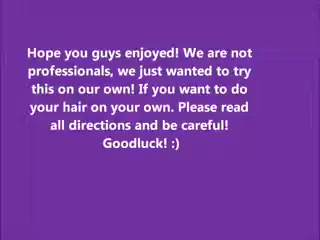 Hope you guys enjoyed! We are not
professionals, we just wanted to try
this on our own! If you want to do
your hair on your own. Please read
all directions and be careful!
Goodluck! :)